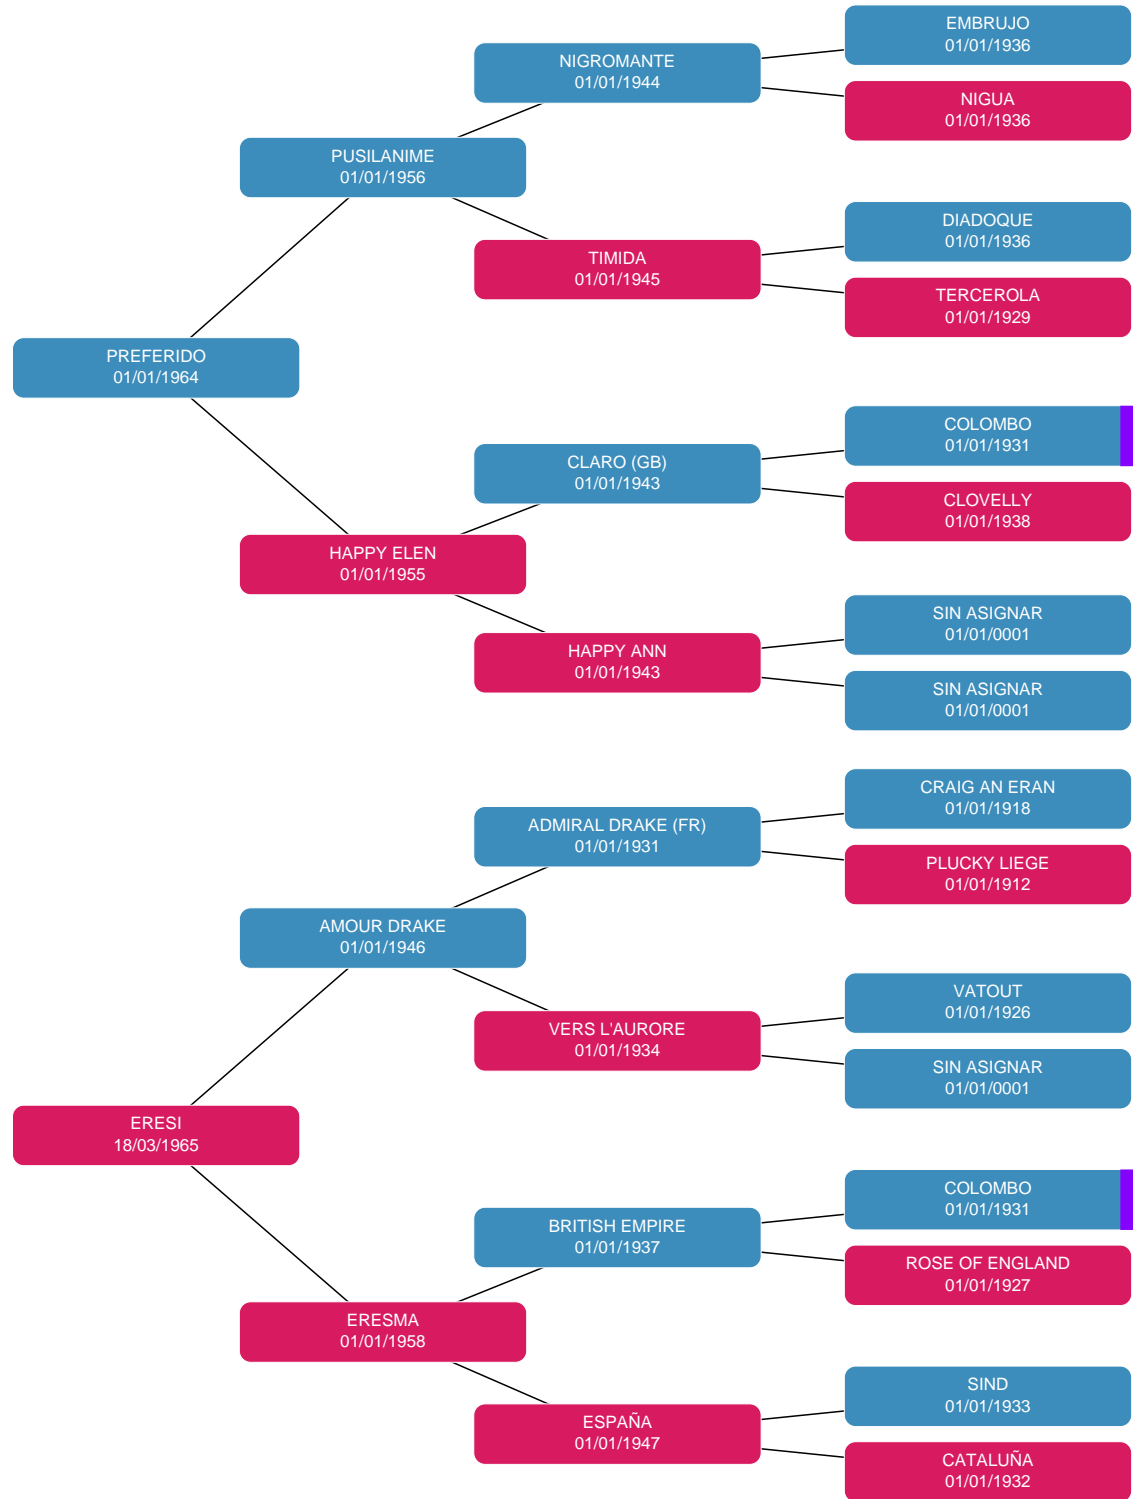 EMBRUJO
01/01/1936
NIGROMANTE
01/01/1944
NIGUA
01/01/1936
PUSILANIME
01/01/1956
DIADOQUE
01/01/1936
TIMIDA
01/01/1945
TERCEROLA
01/01/1929
PREFERIDO
01/01/1964
COLOMBO
01/01/1931
CLARO (GB)
01/01/1943
CLOVELLY
01/01/1938
HAPPY ELEN
01/01/1955
SIN ASIGNAR
01/01/0001
HAPPY ANN
01/01/1943
SIN ASIGNAR
01/01/0001
CRAIG AN ERAN
01/01/1918
ADMIRAL DRAKE (FR)
01/01/1931
PLUCKY LIEGE
01/01/1912
AMOUR DRAKE
01/01/1946
VATOUT
01/01/1926
VERS L'AURORE
01/01/1934
SIN ASIGNAR
01/01/0001
ERESI
18/03/1965
COLOMBO
01/01/1931
BRITISH EMPIRE
01/01/1937
ROSE OF ENGLAND
01/01/1927
ERESMA
01/01/1958
SIND
01/01/1933
ESPAÑA
01/01/1947
CATALUÑA
01/01/1932